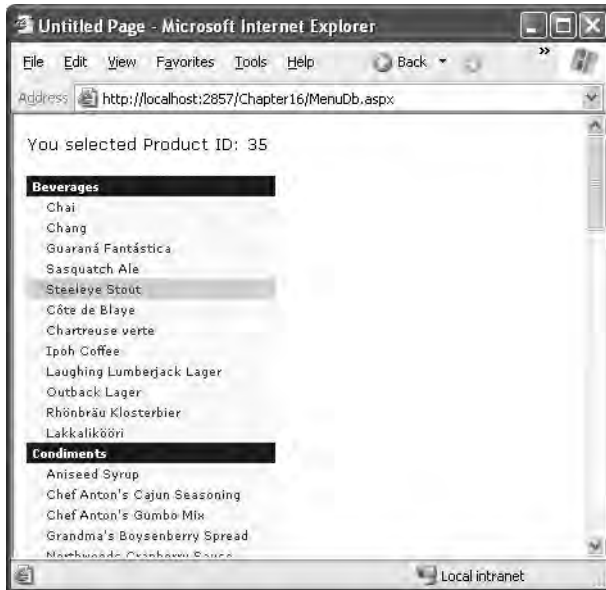 Untitled Page - Microsoft Internet Explorer
File Edit View Favorites Tools Help Back »
Address http://localhost:2857/Chapter16/MenuDb.aspx
You selected Product ID: 35
Beverages
Chai
Chang
Guaraná Fantástica
Sasquatch Ale
Steeleye Stout
Côte de Blaye
Chartreuse verte
Ipoh Coffee
Laughing Lumberjack Lager
Outback Lager
Rhönbräu Klosterbier
Lakkalikööri
Condiments
Aniseed Syrup
Chef Anton's Cajun Seasoning
Chef Anton's Gumbo Mix
Grandma's Boysenberry Spread
Northwoods Cranberry Sauce
Local intranet